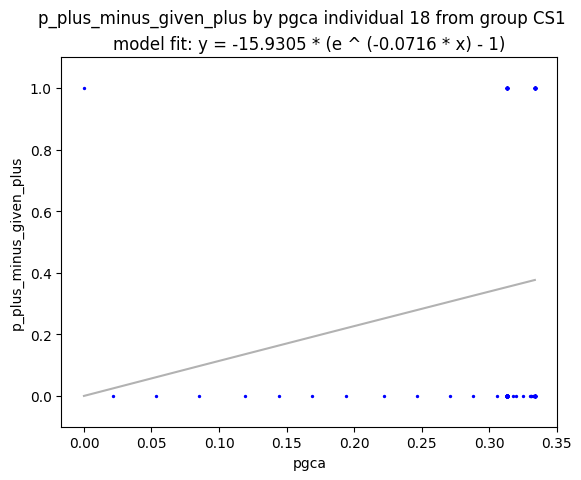 p_plus_minus_given_plus by pgca individual 18 from group CS1
model fit: y = -15.9305 * (e ^ (-0.0716 * x) - 1)
1.0
0.8
0.6
0.4
0.2
0.0
p_plus_minus_given_plus
0.00 0.05 0.10 0.15 0.20 0.25 0.30 0.35
pgca